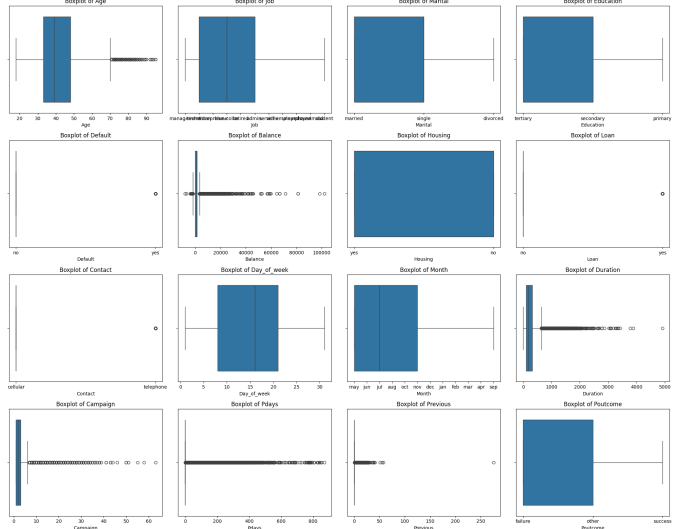 Boxplot of Age
Boxplot of Job
Boxplot of Marital
Boxplot of Education
20 30 40 50 60 70 80 90
married single divorced
tertiary secondary primary
Age
Job
Marital
Education
Boxplot of Default
Boxplot of Balance
Boxplot of Housing
Boxplot of Loan
no yes
0 20000 40000 60000 80000 100000
yes no
no yes
Default
Balance
Housing
Loan
Boxplot of Contact
Boxplot of Day_of_week
Boxplot of Month
Boxplot of Duration
cellular telephone
0 5 10 15 20 25 30
may jun jul aug oct nov dec jan feb mar apr sep
0 1000 2000 3000 4000 5000
Contact
Day_of_week
Month
Duration
Boxplot of Campaign
Boxplot of Pdays
Boxplot of Previous
Boxplot of Poutcome
0 10 20 30 40 50 60
0 200 400 600 800
0 50 100 150 200 250
failure other success
Campaign
Pdays
Previous
Poutcome